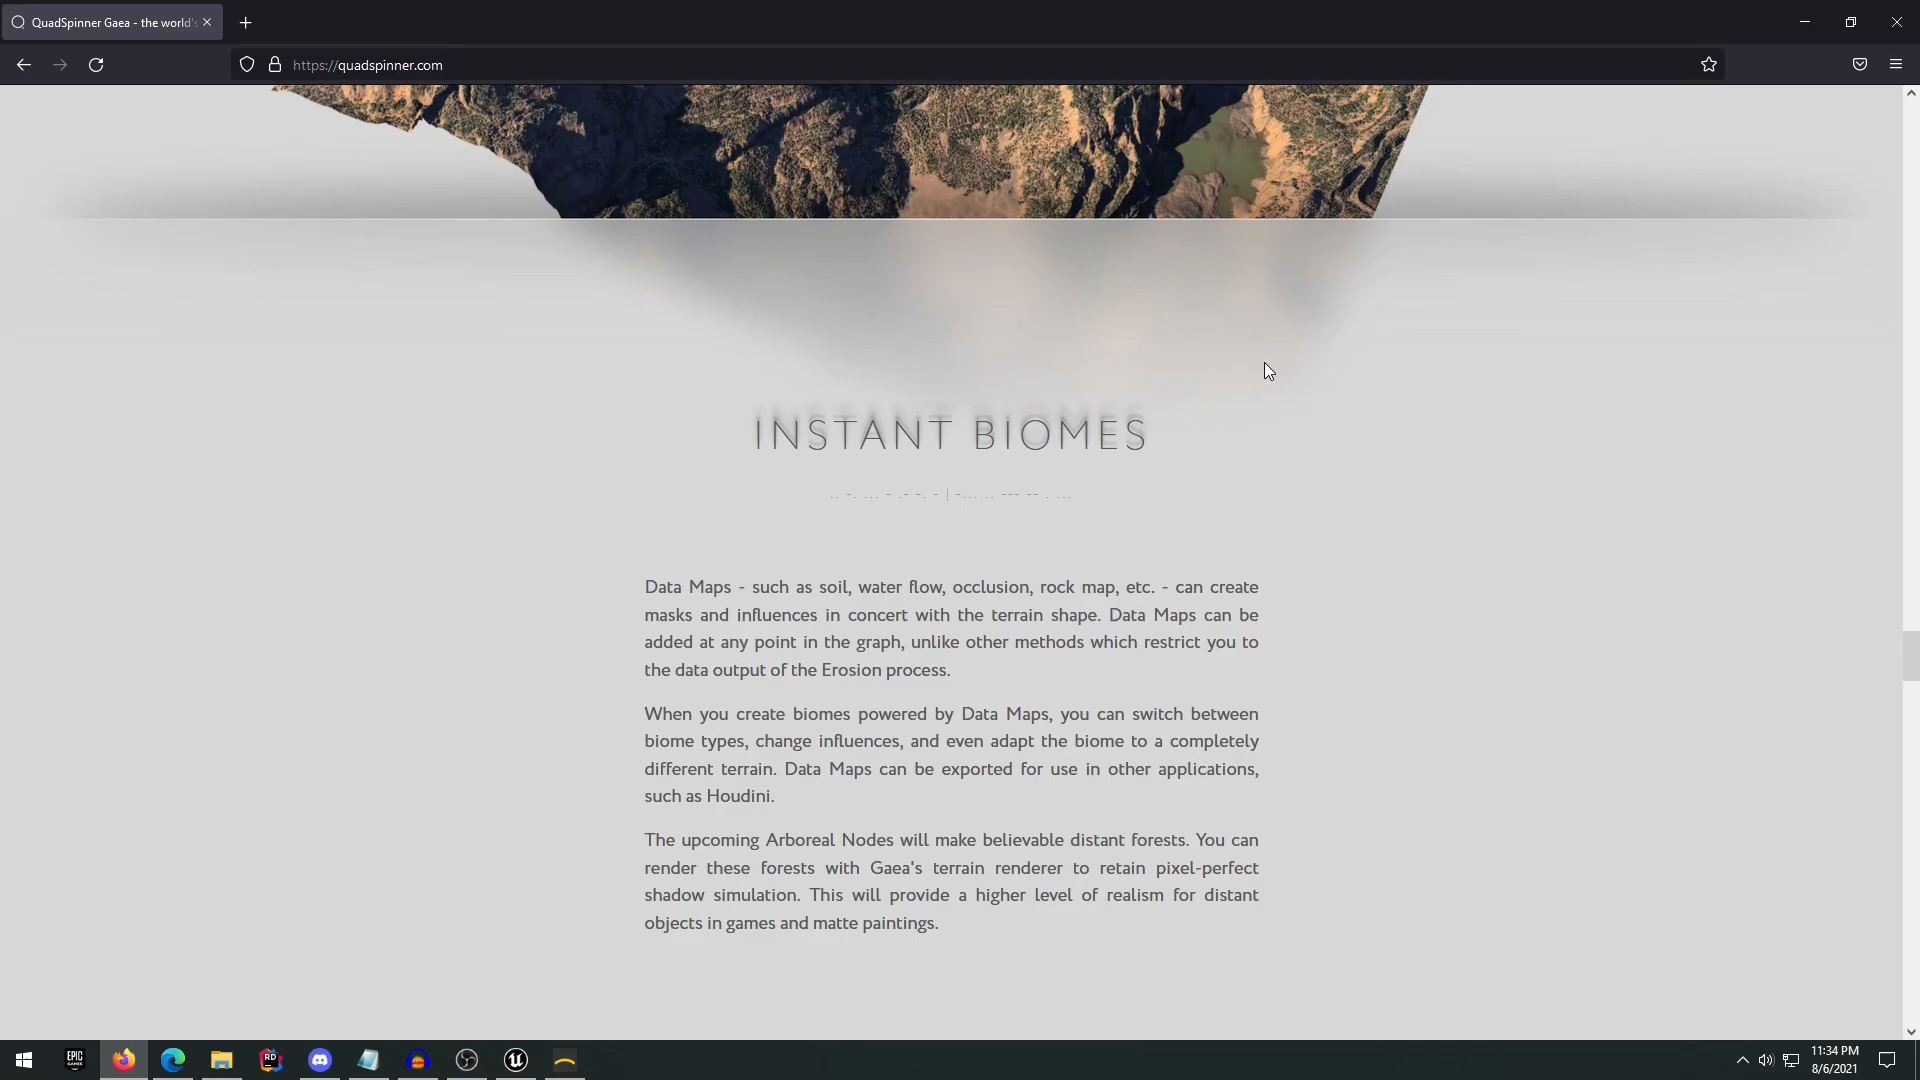 QuadSpinner Gaea - the world's
https://quadspinner.com
INSTANT BIOMES
.. -. ... - .- -. - | -... .. --- -- . ...
Data Maps - such as soil, water flow, occlusion, rock map, etc. - can create
masks and influences in concert with the terrain shape. Data Maps can be
added at any point in the graph, unlike other methods which restrict you to
the data output of the Erosion process.
When you create biomes powered by Data Maps, you can switch between
biome types, change influences, and even adapt the biome to a completely
different terrain. Data Maps can be exported for use in other applications,
such as Houdini.
The upcoming Arboreal Nodes will make believable distant forests. You can
render these forests with Gaea's terrain renderer to retain pixel-perfect
shadow simulation. This will provide a higher level of realism for distant
objects in games and matte paintings.
EPIC
GAMES
RD
11:34 PM
8/6/2021